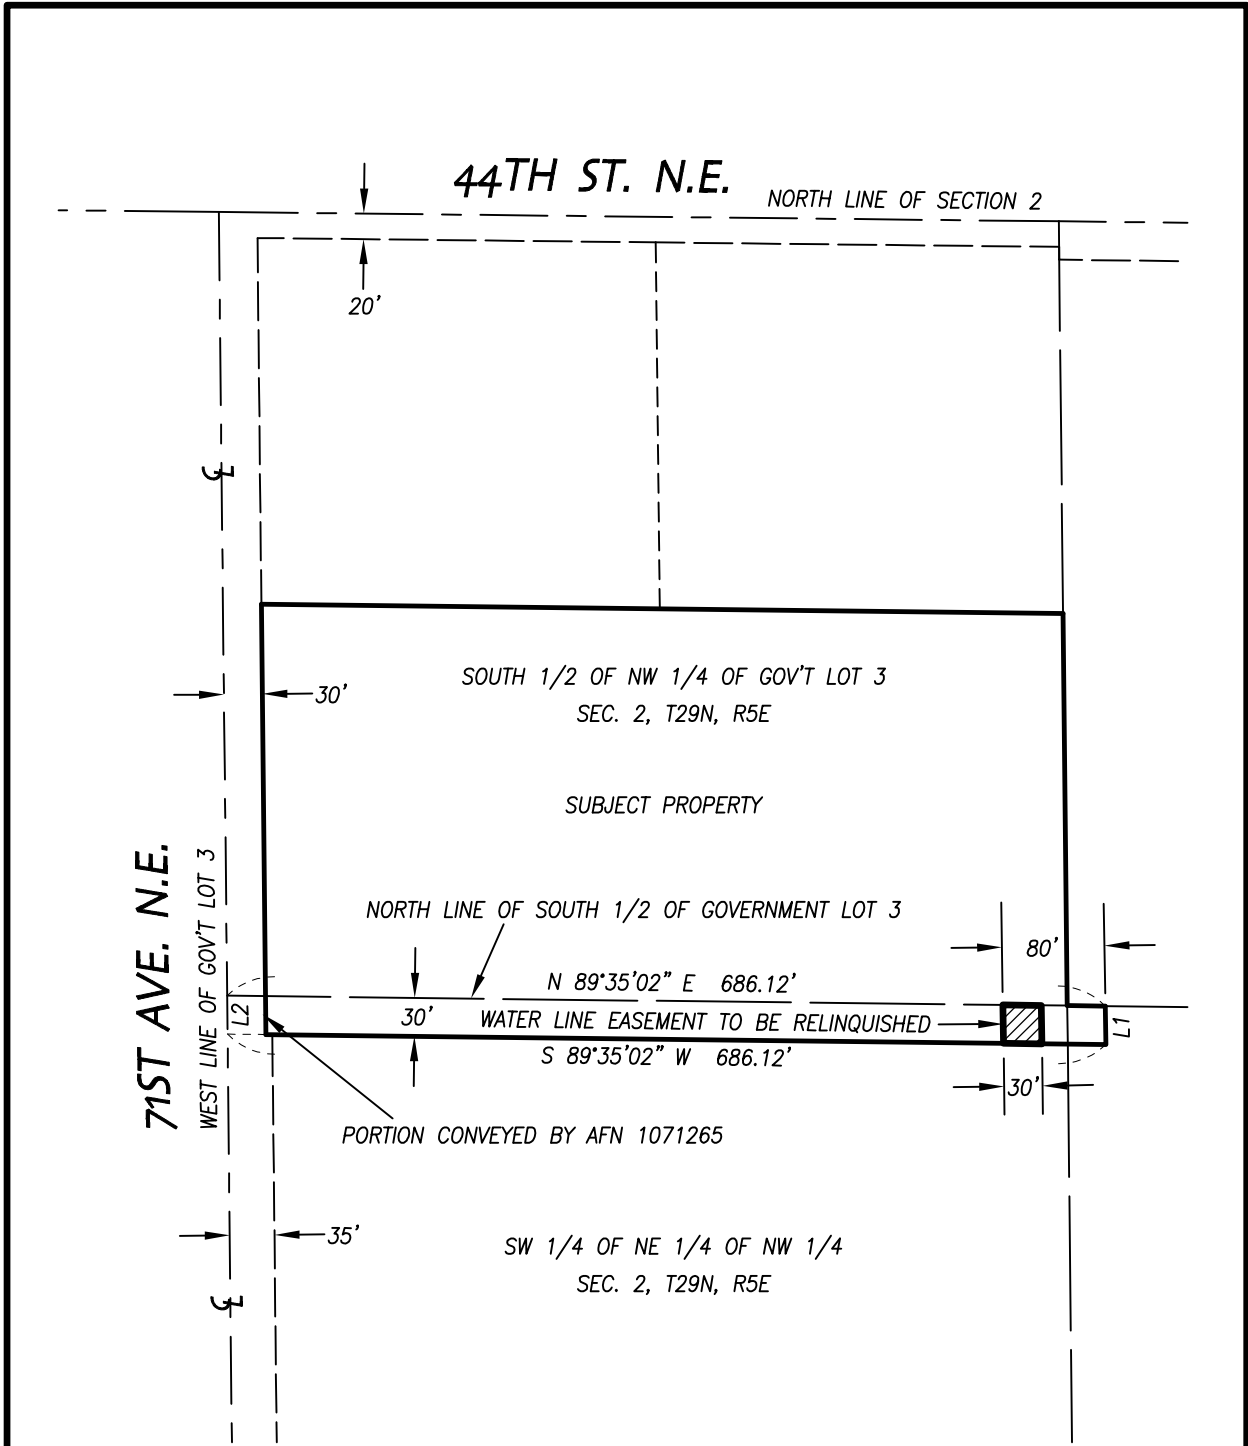 44TH ST. N.E.
NORTH LINE OF SECTION 2
20'
℄
SOUTH 1/2 OF NW 1/4 OF GOV'T LOT 3
30'
SEC. 2, T29N, R5E
SUBJECT PROPERTY
71ST AVE. N.E.
WEST LINE OF GOV'T LOT 3
NORTH LINE OF SOUTH 1/2 OF GOVERNMENT LOT 3
80'
N 89°35'02" E 686.12'
L2
30'
WATER LINE EASEMENT TO BE RELINQUISHED
L1
S 89°35'02" W 686.12'
30'
PORTION CONVEYED BY AFN 1071265
35'
SW 1/4 OF NE 1/4 OF NW 1/4
SEC. 2, T29N, R5E
℄